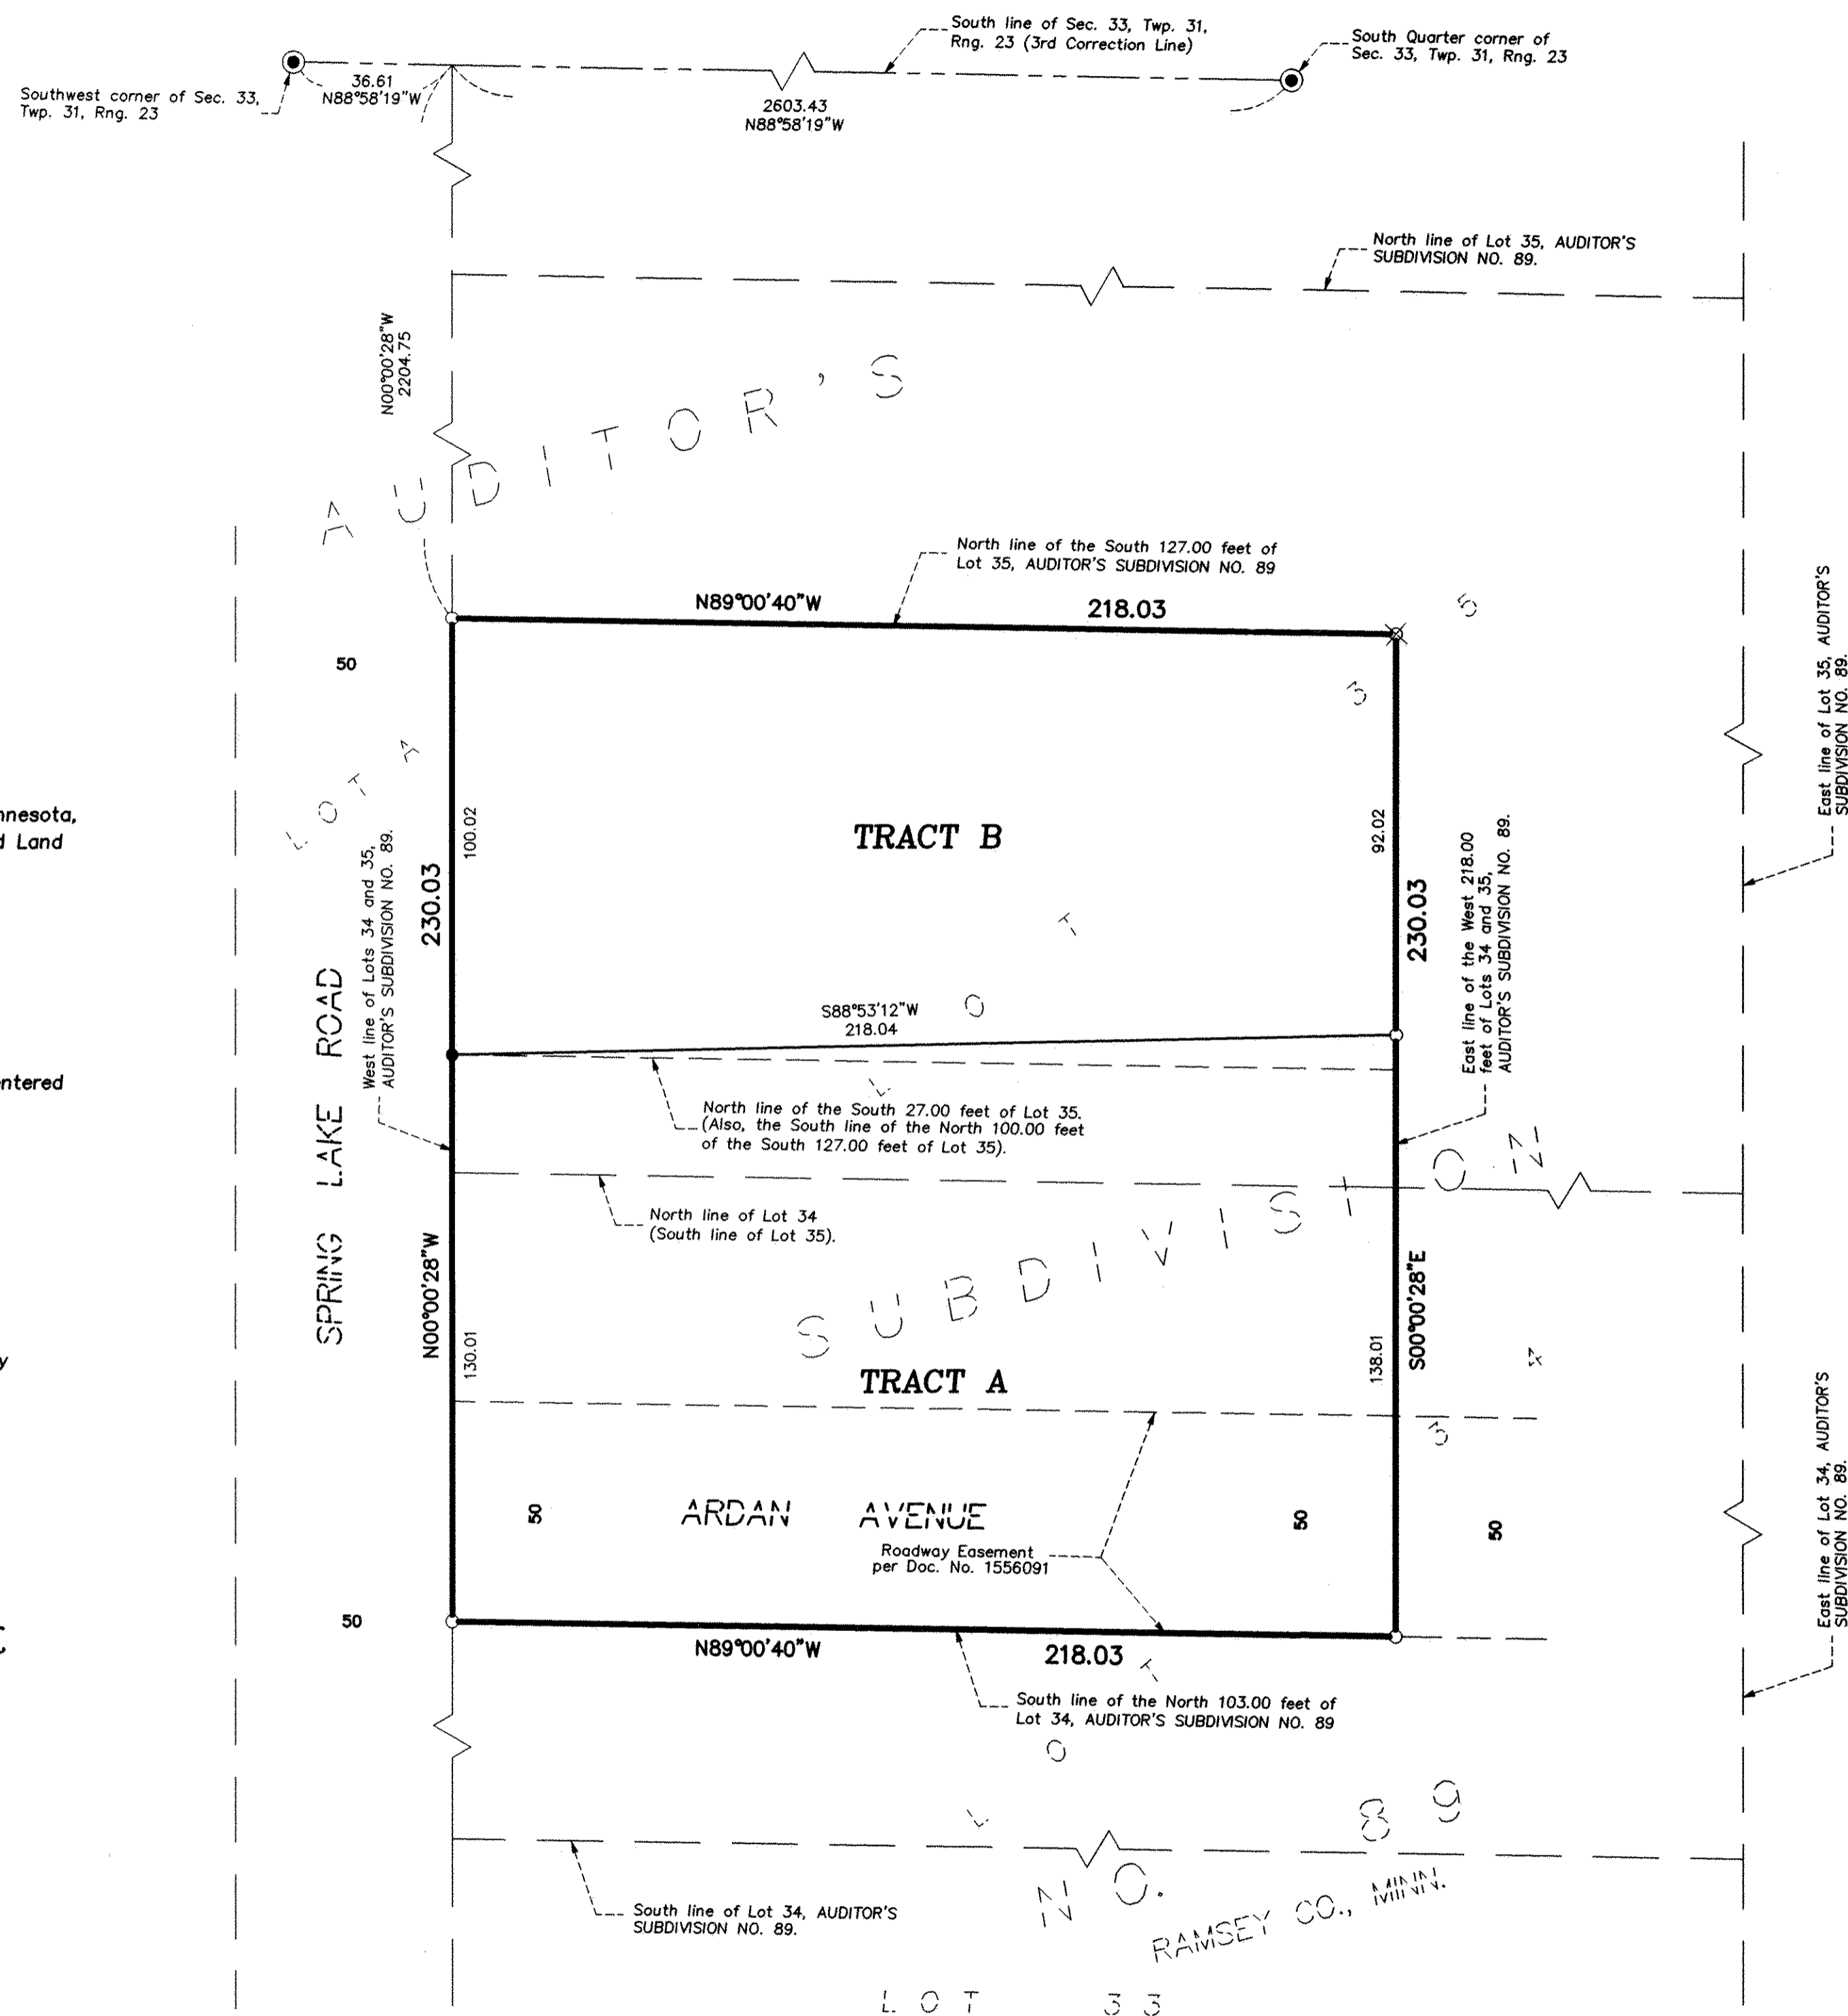 South line of Sec. 33, Twp. 31,
Rng. 23 (3rd Correction Line)
South Quarter corner of
Sec. 33, Twp. 31, Rng. 23
36.61
N88°58'19"W
Southwest corner of Sec. 33,
Twp. 31, Rng. 23
2603.43
N88°58'19"W
North line of Lot 35, AUDITOR'S
SUBDIVISION NO. 89.
N00°00'28"W
2204.75
AUDITOR'S
North line of the South 127.00 feet of
Lot 35, AUDITOR'S SUBDIVISION NO. 89
N89°00'40"W
218.03
50
LOT A
LOT 35
East line of Lot 35, AUDITOR'S
SUBDIVISION NO. 89.
nnesota,
d Land
100.02
TRACT B
92.02
230.03
230.03
West line of Lots 34 and 35,
AUDITOR'S SUBDIVISION NO. 89.
East line of the West 218.00
feet of Lots 34 and 35,
AUDITOR'S SUBDIVISION NO. 89.
SPRING LAKE ROAD
S88°53'12"W
218.04
entered
North line of the South 27.00 feet of Lot 35.
(Also, the South line of the North 100.00 feet
of the South 127.00 feet of Lot 35).
North line of Lot 34
(South line of Lot 35).
SUBDIVISION
N00°00'28"W
130.01
138.01
S00°00'28"E
y
TRACT A
LOT 34
East line of Lot 34, AUDITOR'S
SUBDIVISION NO. 89.
50
ARDAN AVENUE
50
50
Roadway Easement
per Doc. No. 1556091
50
N89°00'40"W
218.03
South line of the North 103.00 feet of
Lot 34, AUDITOR'S SUBDIVISION NO. 89
NO. 89
South line of Lot 34, AUDITOR'S
SUBDIVISION NO. 89.
RAMSEY CO., MINN.
LOT 33